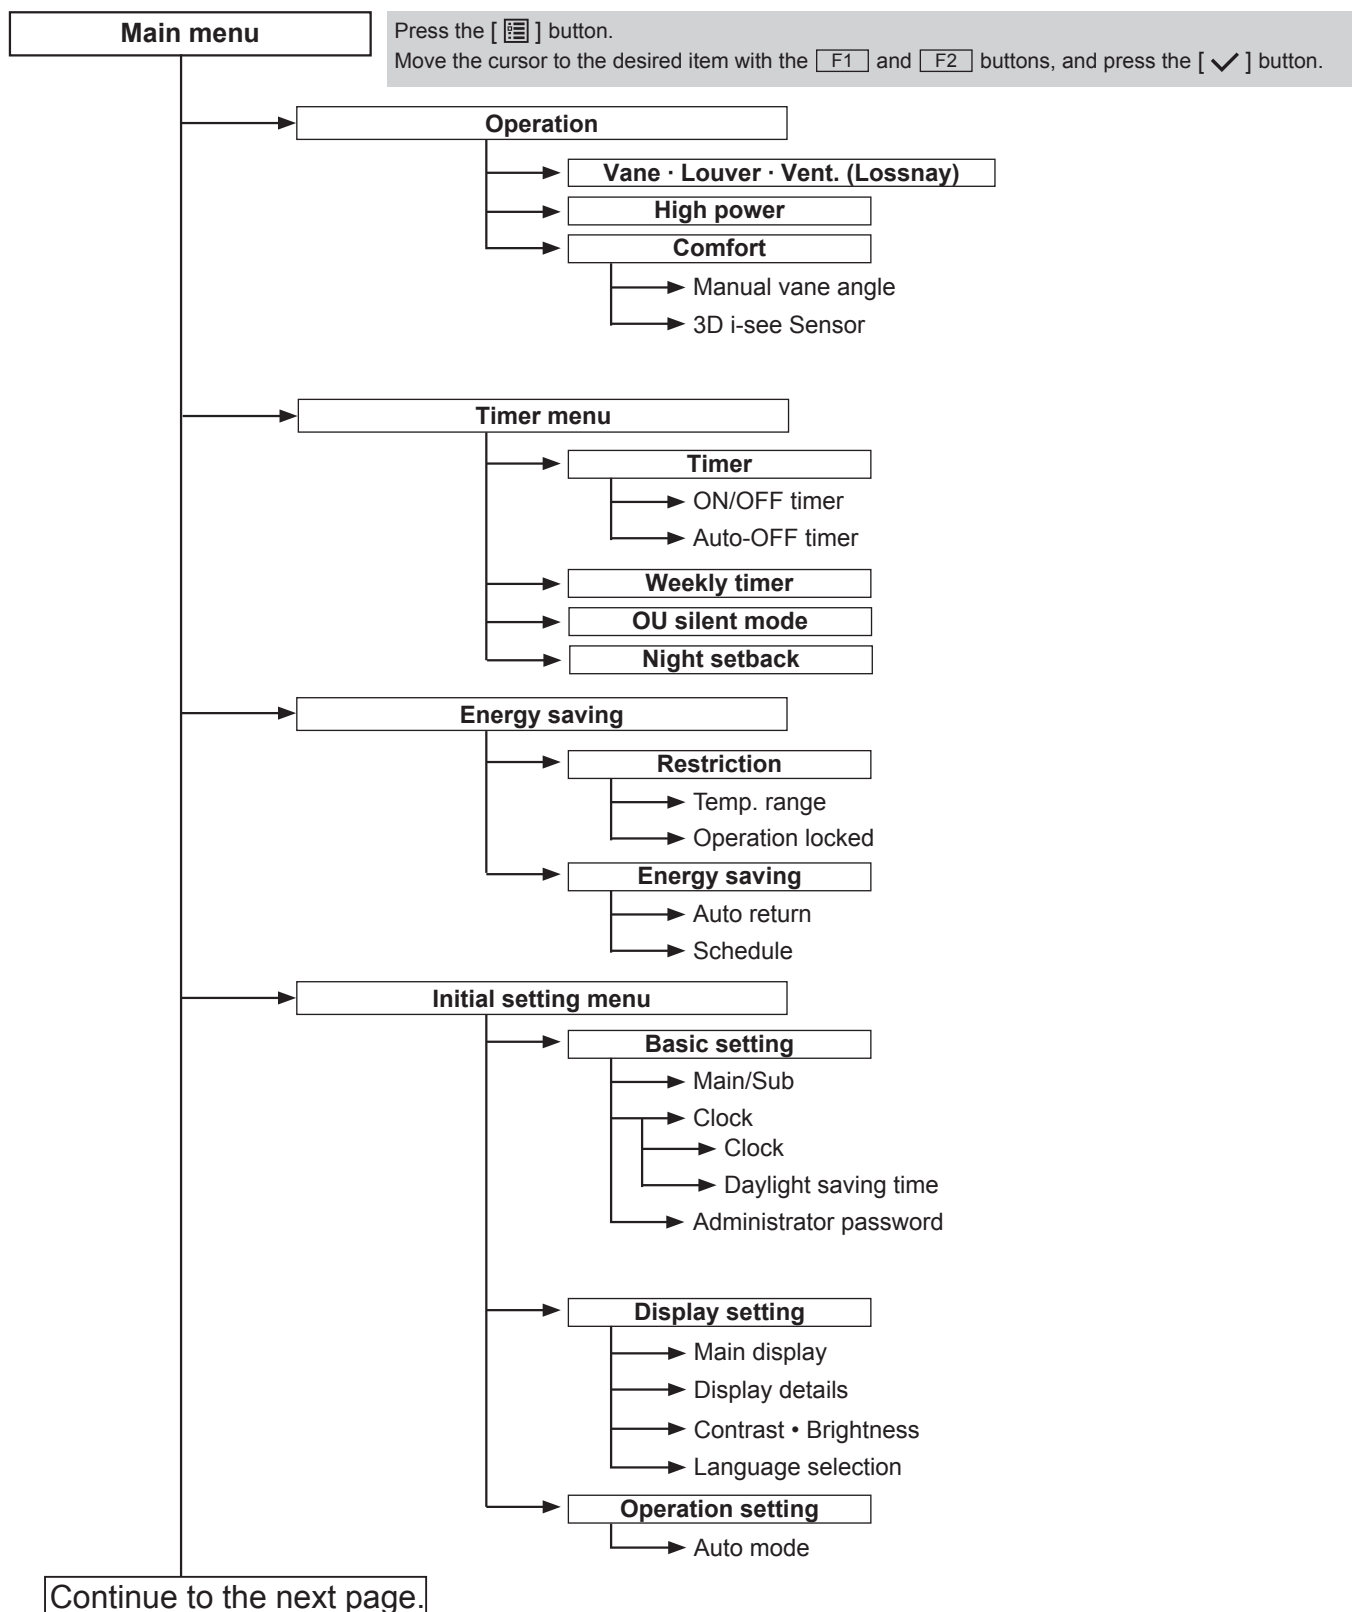 Main menu
Press the [ ] button.
Move the cursor to the desired item with the F1 and F2 buttons, and press the [ ✓ ] button.
Operation
Vane · Louver · Vent. (Lossnay)
High power
Comfort
Manual vane angle
3D i-see Sensor
Timer menu
Timer
ON/OFF timer
Auto-OFF timer
Weekly timer
OU silent mode
Night setback
Energy saving
Restriction
Temp. range
Operation locked
Energy saving
Auto return
Schedule
Initial setting menu
Basic setting
Main/Sub
Clock
Clock
Daylight saving time
Administrator password
Display setting
Main display
Display details
Contrast • Brightness
Language selection
Operation setting
Auto mode
Continue to the next page.